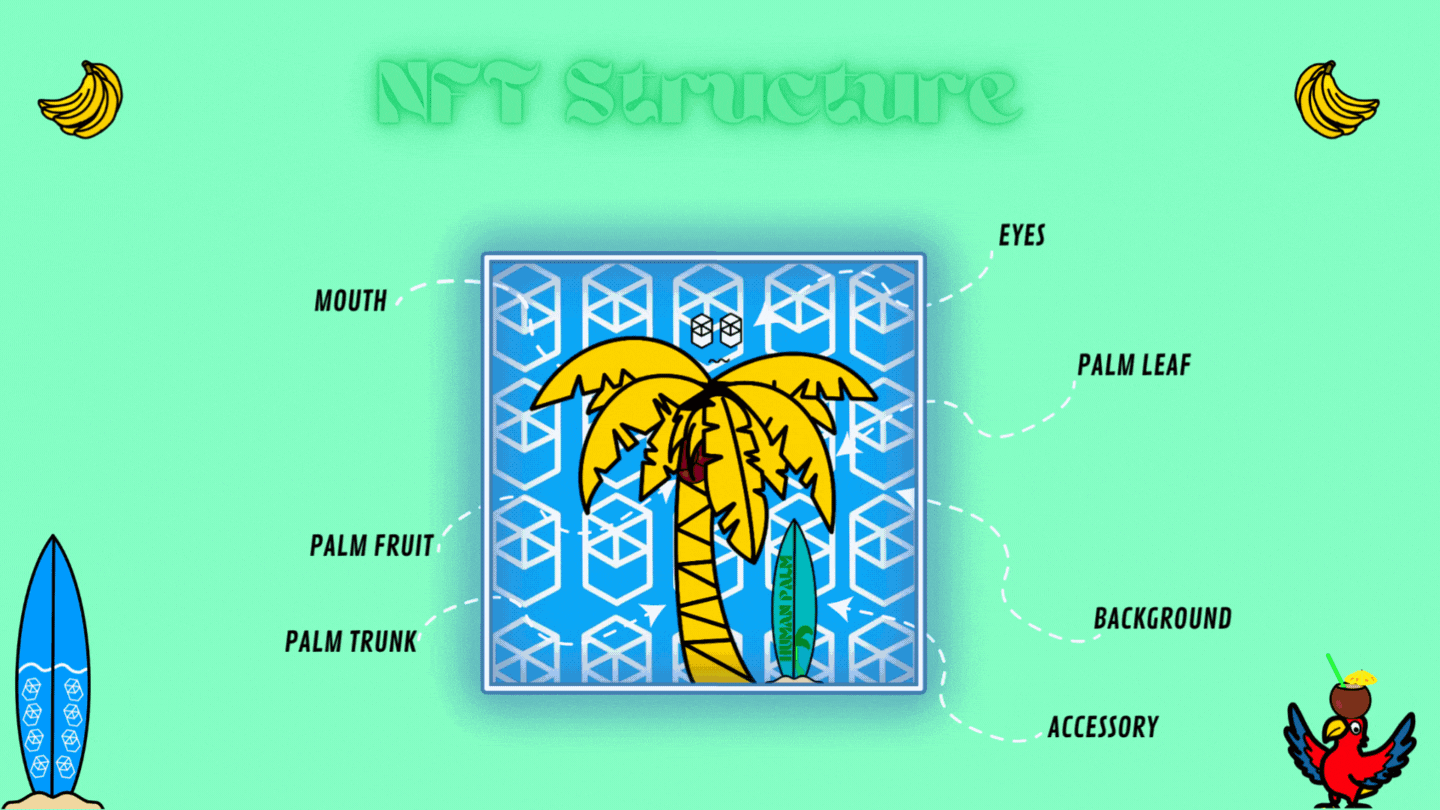 NFT Structure
EYES
MOUTH
PALM LEAF
PALM FRUIT
HUMAN PALM
BACKGROUND
PALM TRUNK
ACCESSORY